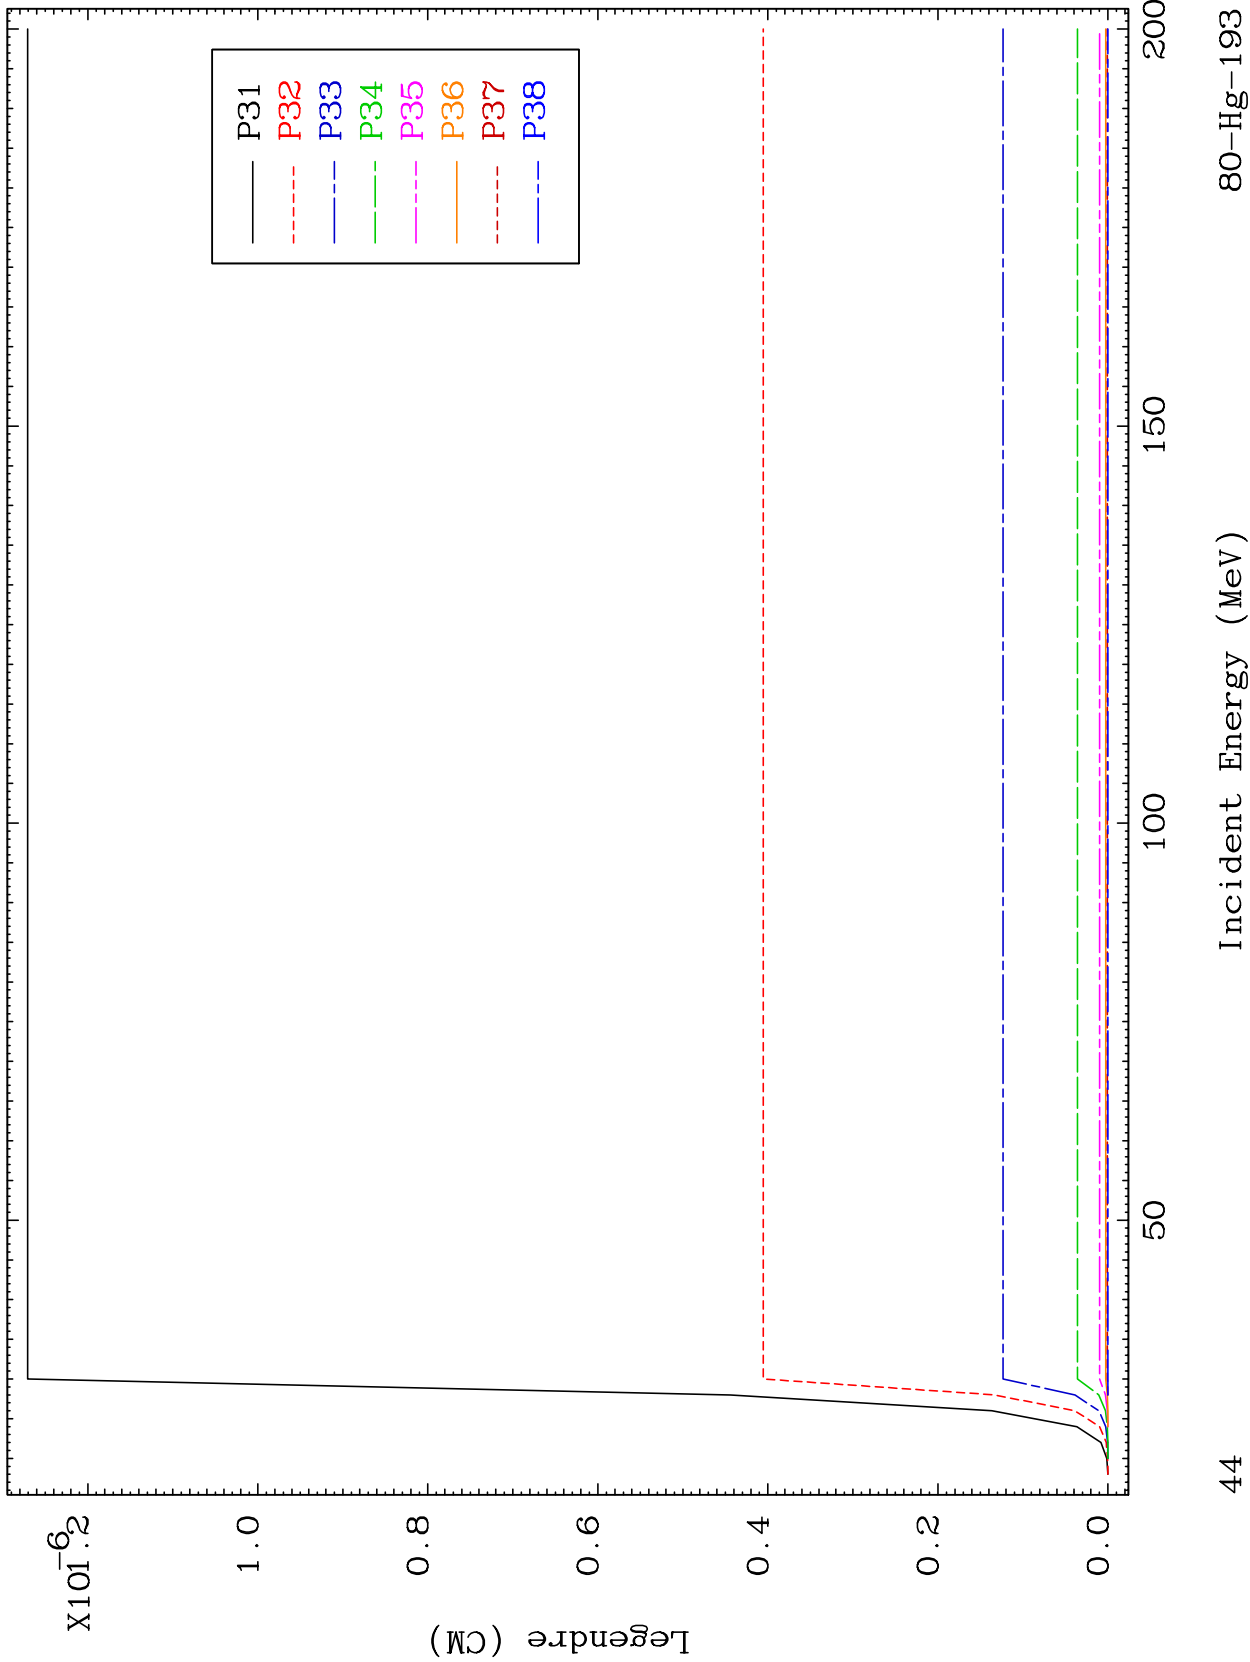 P31
P32
P33
P34
P35
P36
P37
P38
X10-6
1.2
1.0
0.8
0.6
0.4
0.2
0.0
Legendre (CM)
50
100
150
200
Incident Energy (MeV)
44
80-Hg-193